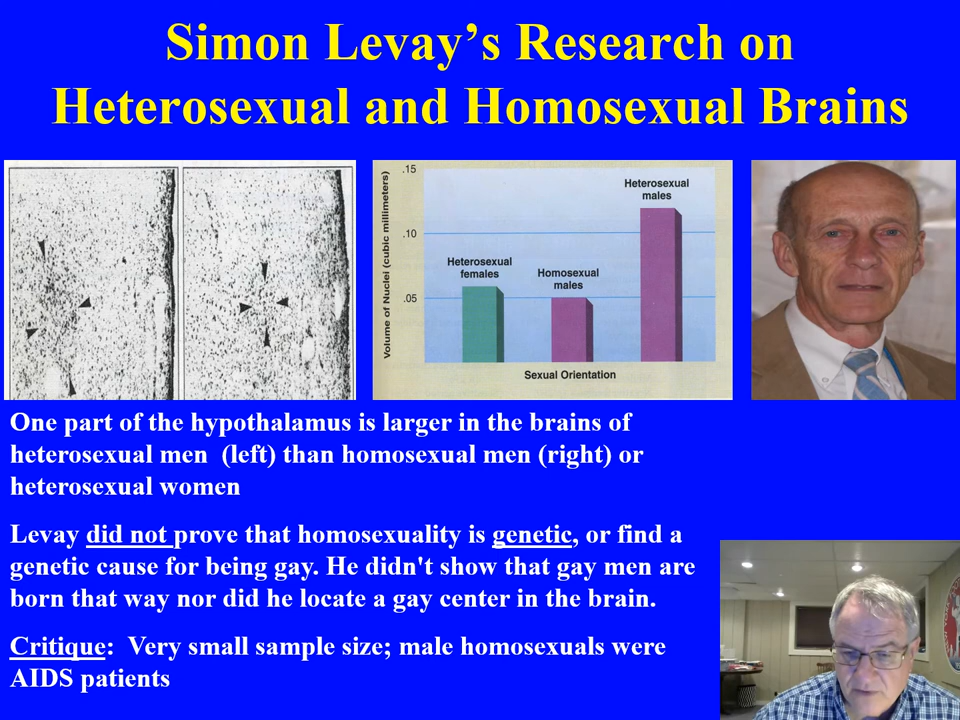 Simon Levay’s Research on
Heterosexual and Homosexual Brains
.15
.10
.05
Volume of Nuclei (cubic millimeters)
Heterosexual
females
Homosexual
males
Heterosexual
males
Sexual Orientation
One part of the hypothalamus is larger in the brains of
heterosexual men  (left) than homosexual men (right) or
heterosexual women
Levay did not prove that homosexuality is genetic, or find a
genetic cause for being gay. He didn't show that gay men are
born that way nor did he locate a gay center in the brain.
Critique:  Very small sample size; male homosexuals were
AIDS patients